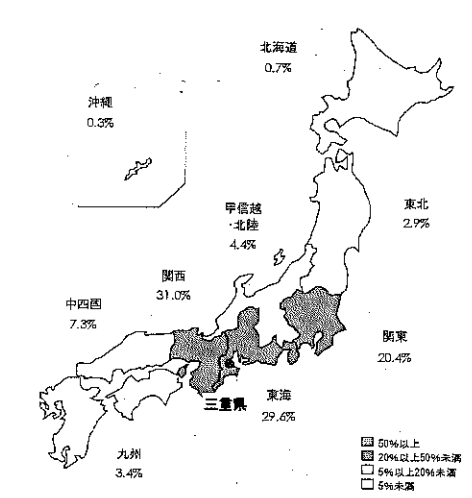 北海道
0.7%
沖縄
0.3%
東北
2.9%
甲信越
・北陸
4.4%
関西
31.0%
中四国
7.3%
関東
20.4%
東海
29.6%
三重県
九州
3.4%
50%以上
20%以上50%未満
5%以上20%未満
5%未満